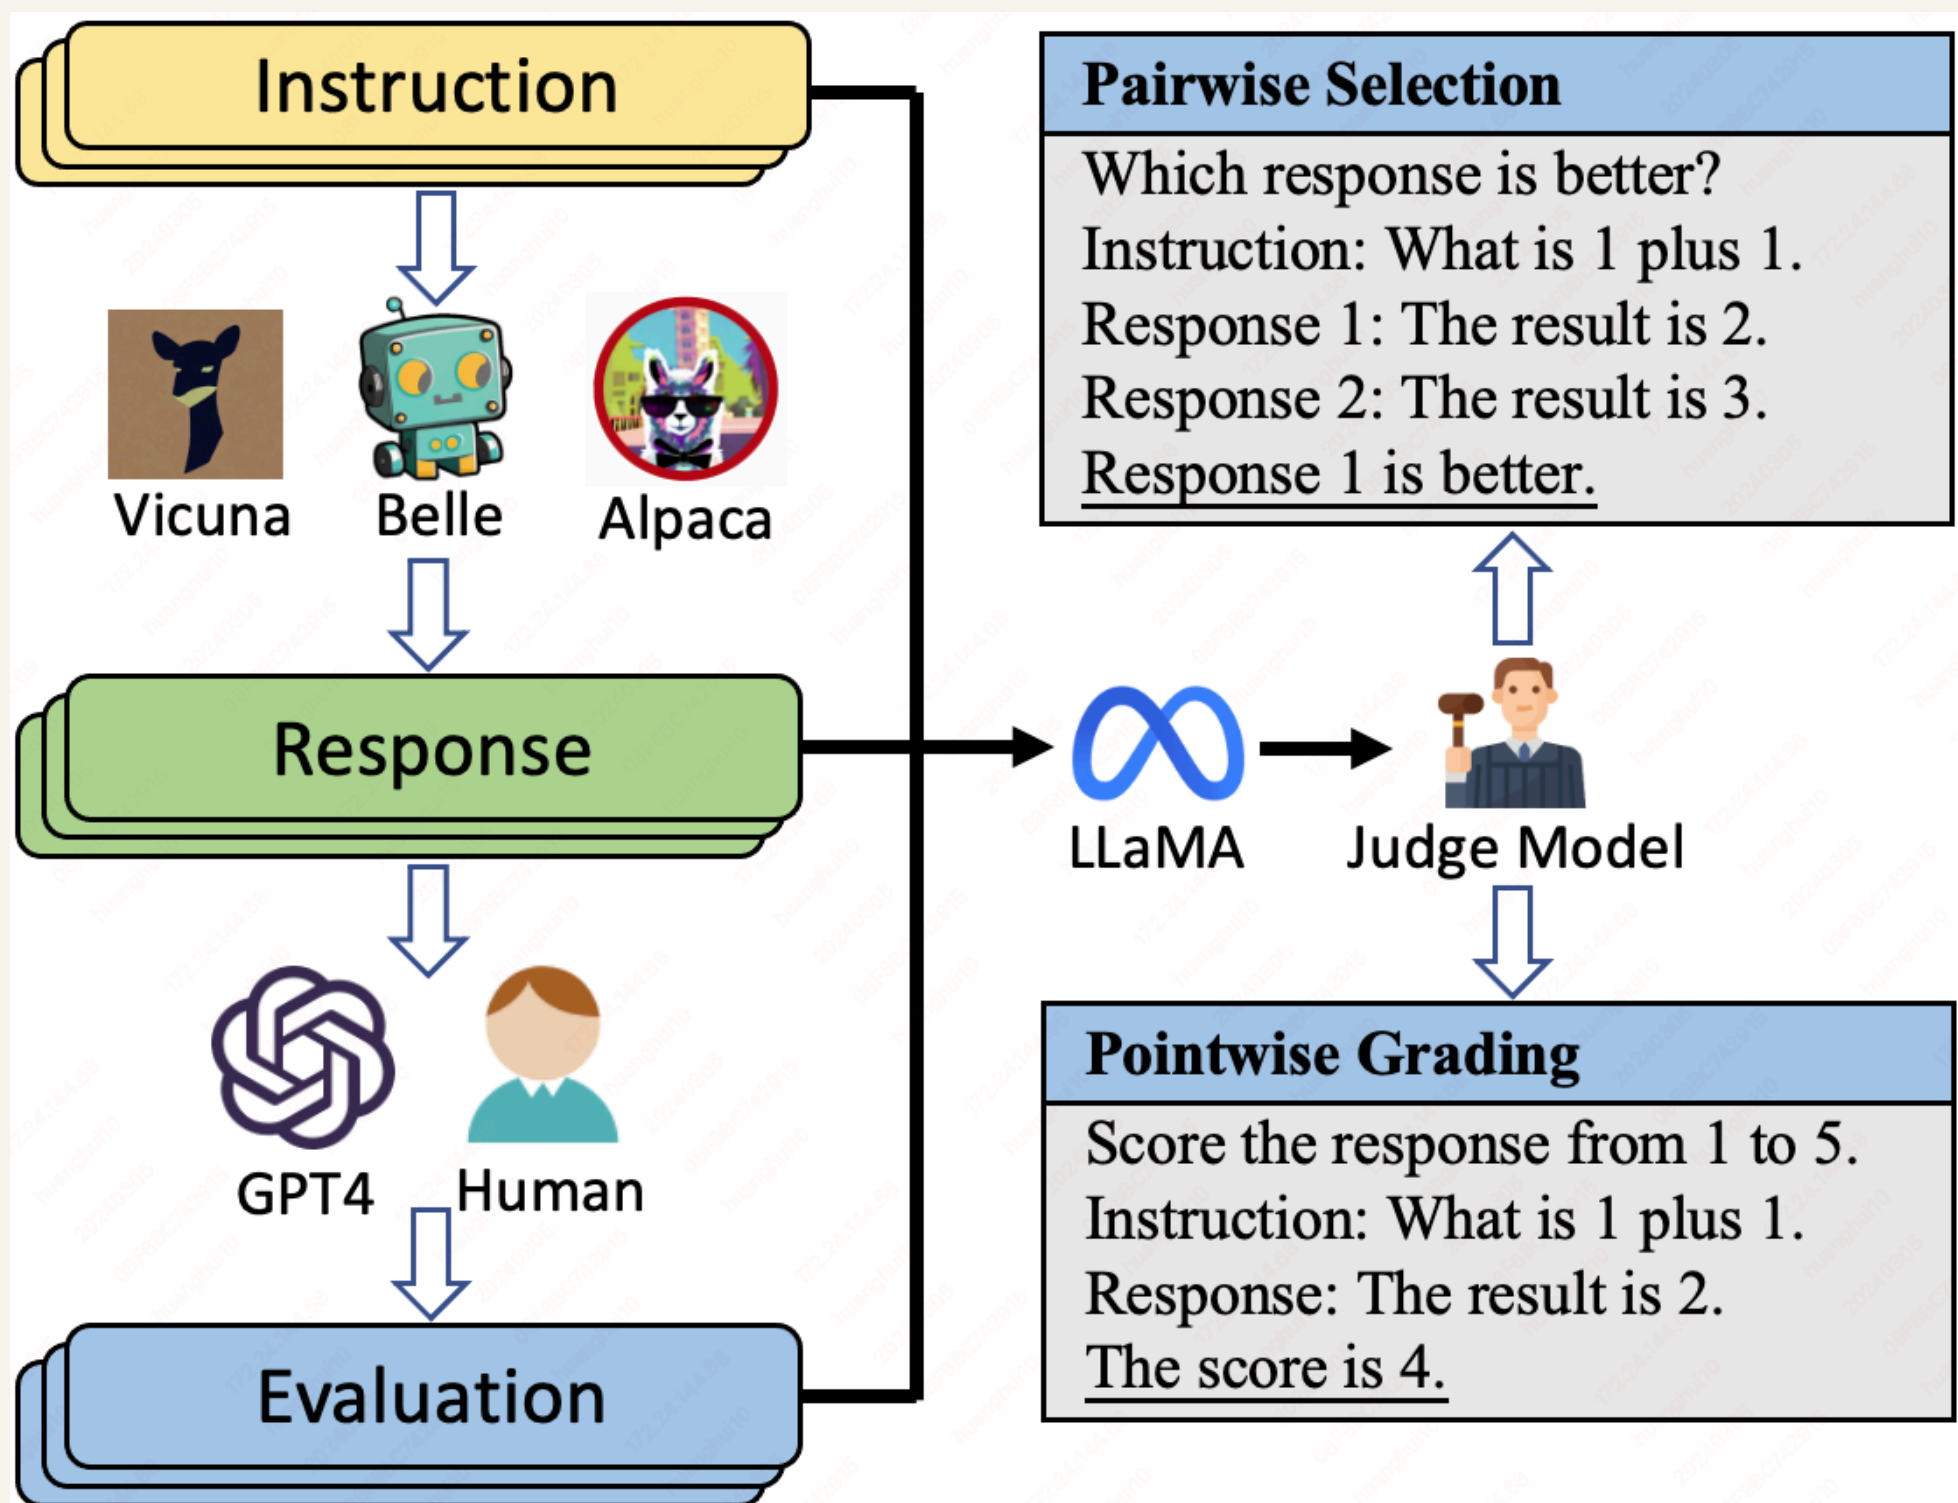 Instruction
Vicuna
Belle
Alpaca
Response
GPT4
Human
Evaluation
LLaMA
Judge Model
Pairwise Selection
Which response is better?
Instruction: What is 1 plus 1.
Response 1: The result is 2.
Response 2: The result is 3.
Response 1 is better.
Pointwise Grading
Score the response from 1 to 5.
Instruction: What is 1 plus 1.
Response: The result is 2.
The score is 4.